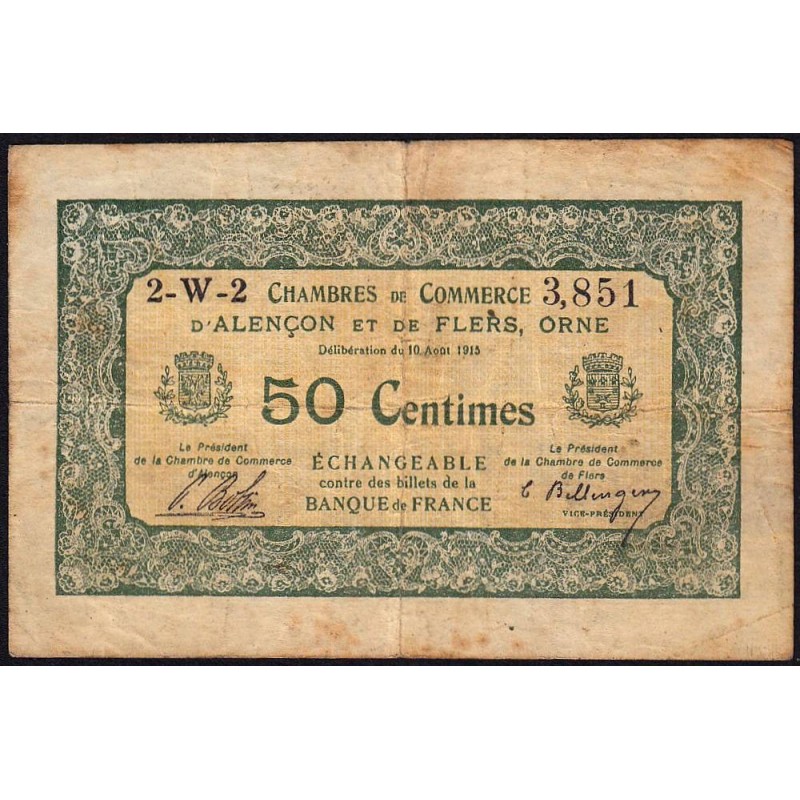 2-W-2 CHAMBRES DE COMMERCE 3,851
D'ALENÇON ET DE FLERS, ORNE
Délibération du 10 Août 1915
50 Centimes
Le Président
de la Chambre de Commerce
d'Alençon
ÉCHANGEABLE
contre des billets de la
BANQUE de FRANCE
Le Président
de la Chambre de Commerce
de Flers
VICE-PRÉSIDENT